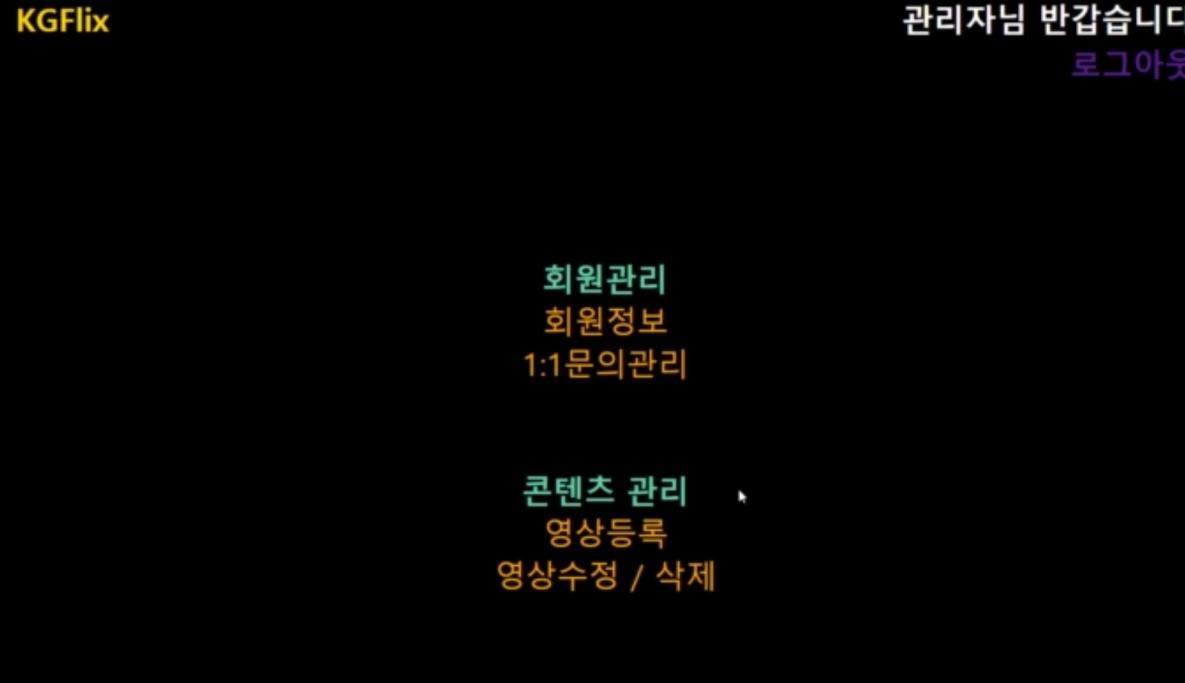 KGFlix
관리자님 반갑습니다
로그아웃
회원관리
회원정보
1:1문의관리
콘텐츠 관리
영상등록
영상수정 / 삭제